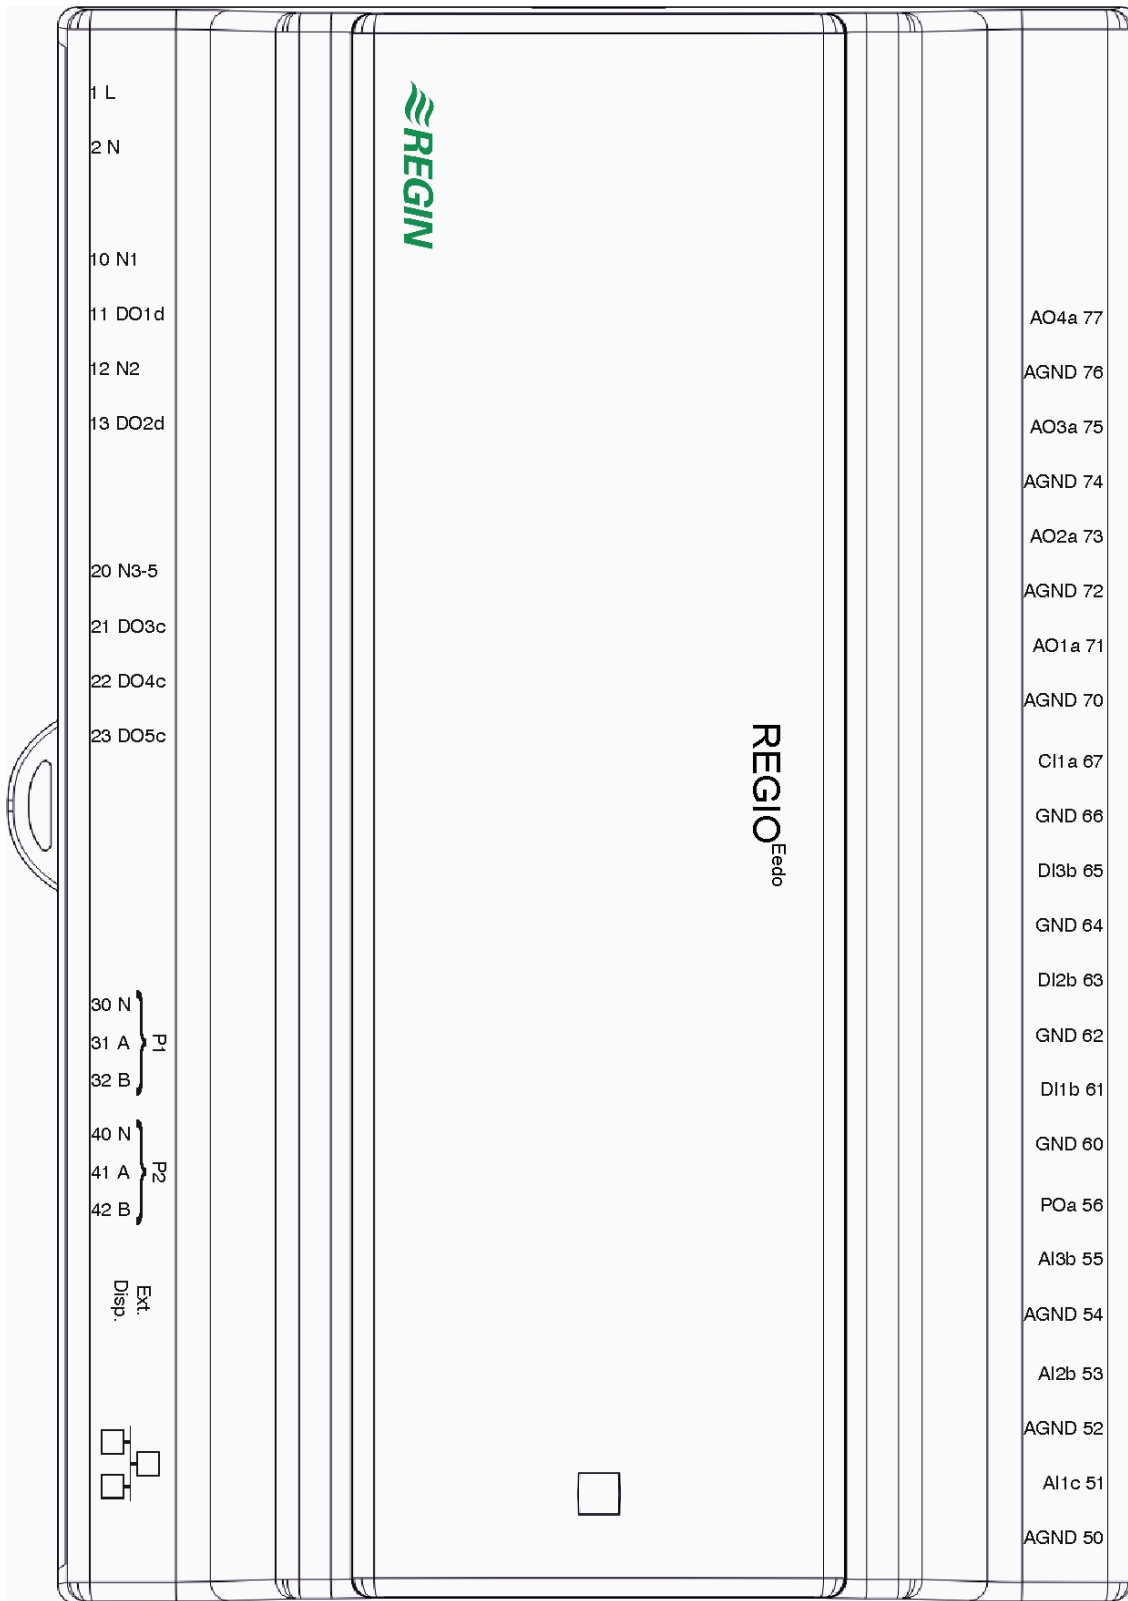 1 L
2 N
10 N1
11 DO1d
12 N2
13 DO2d
20 N3-5
21 DO3c
22 DO4c
23 DO5c
30 N
31 A
32 B
P1
40 N
41 A
42 B
P2
Ext.
Disp.
REGIN
REGIO Eedo
AO4a 77
AGND 76
AO3a 75
AGND 74
AO2a 73
AGND 72
AO1a 71
AGND 70
CI1a 67
GND 66
DI3b 65
GND 64
DI2b 63
GND 62
DI1b 61
GND 60
POa 56
AI3b 55
AGND 54
AI2b 53
AGND 52
AI1c 51
AGND 50